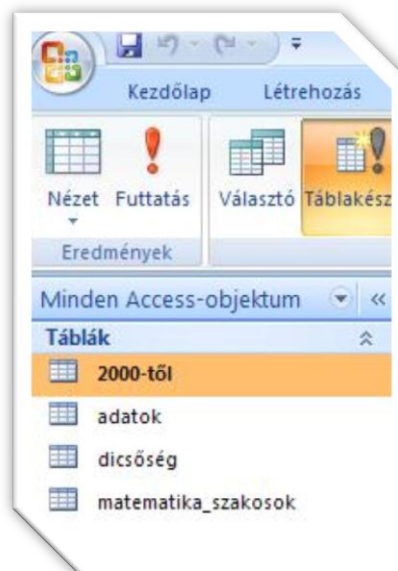 Kezdőlap Létrehozás
Nézet Futtatás Választó Táblakész
Eredmények
Minden Access-objektum
Táblák
2000-től
adatok
dicsőség
matematika_szakosok